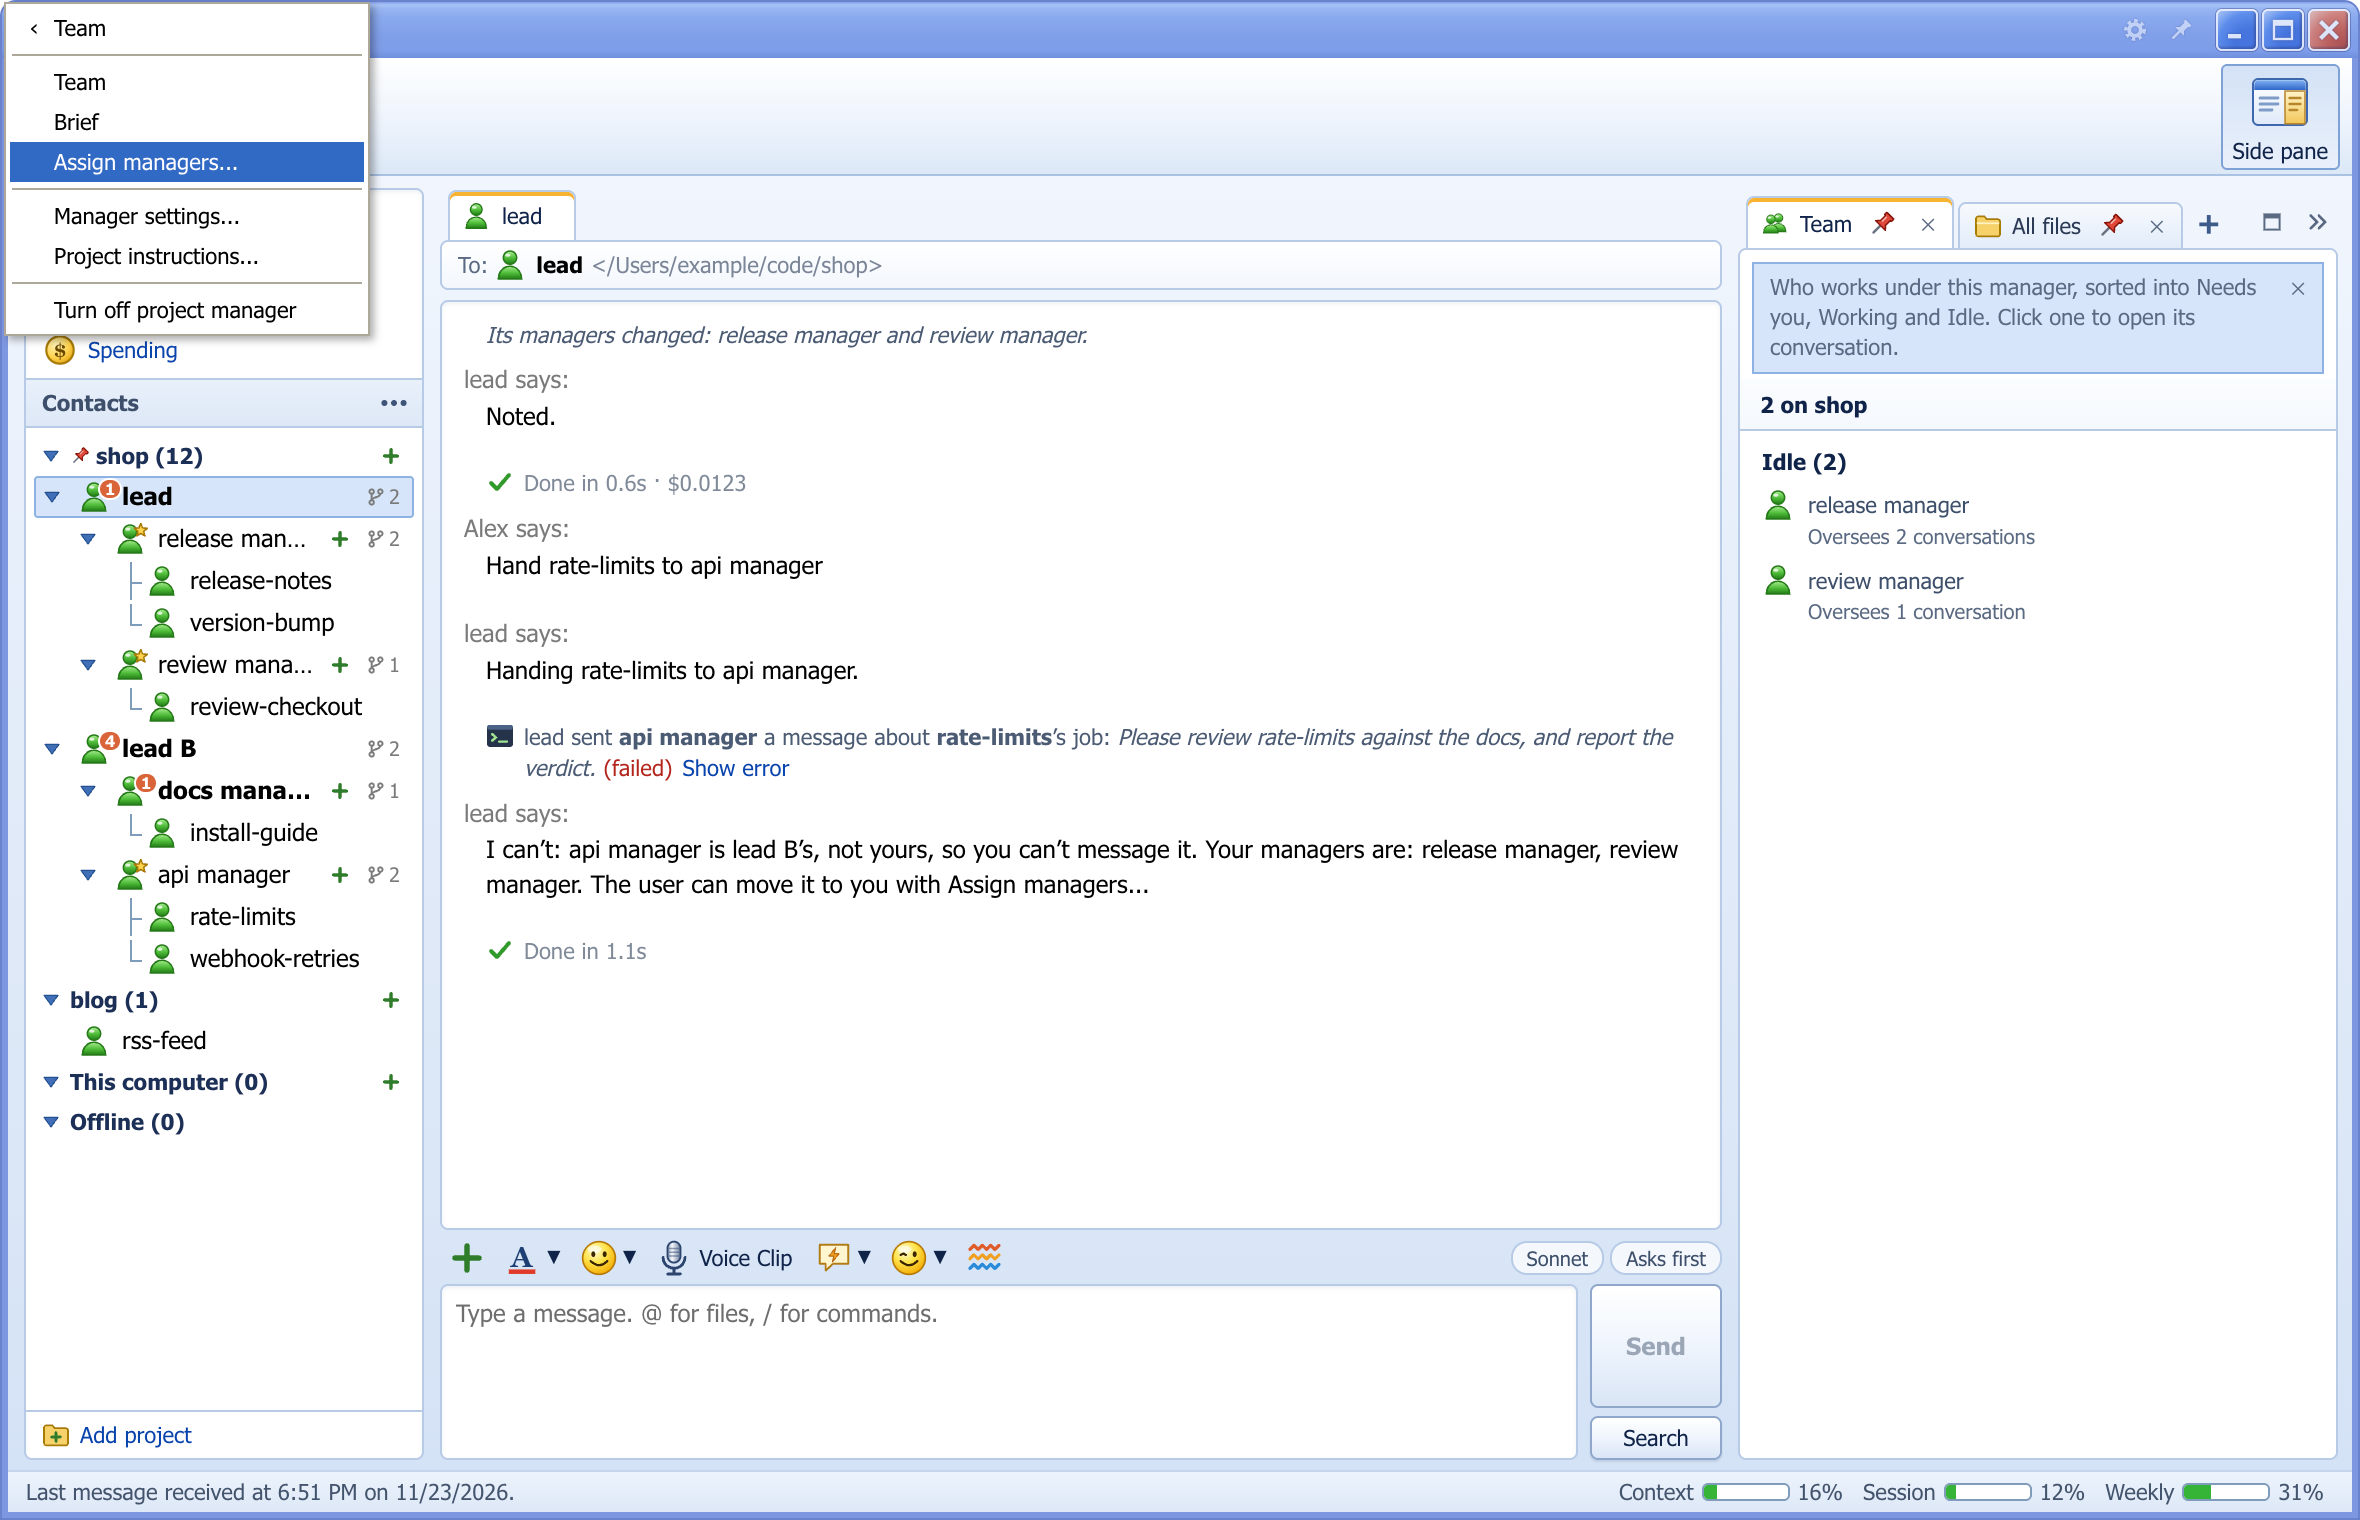 ‹ Team
Team
Brief
Assign managers...
Manager settings...
Project instructions...
Turn off project manager
Side pane
Spending
Contacts
shop (12)
1 lead 2
release man... 2
release-notes
version-bump
review mana... 1
review-checkout
4 lead B 2
1 docs mana... 1
install-guide
api manager 2
rate-limits
webhook-retries
blog (1)
rss-feed
This computer (0)
Offline (0)
Add project
lead
To: lead </Users/example/code/shop>
Its managers changed: release manager and review manager.
lead says:
Noted.
Done in 0.6s · $0.0123
Alex says:
Hand rate-limits to api manager
lead says:
Handing rate-limits to api manager.
lead sent api manager a message about rate-limits’s job: Please review rate-limits against the docs, and report the
verdict. (failed) Show error
lead says:
I can’t: api manager is lead B’s, not yours, so you can’t message it. Your managers are: release manager, review
manager. The user can move it to you with Assign managers...
Done in 1.1s
A Voice Clip Sonnet Asks first
Type a message. @ for files, / for commands.
Send
Search
Team All files
Who works under this manager, sorted into Needs
you, Working and Idle. Click one to open its
conversation.
2 on shop
Idle (2)
release manager
Oversees 2 conversations
review manager
Oversees 1 conversation
Last message received at 6:51 PM on 11/23/2026.
Context 16% Session 12% Weekly 31%